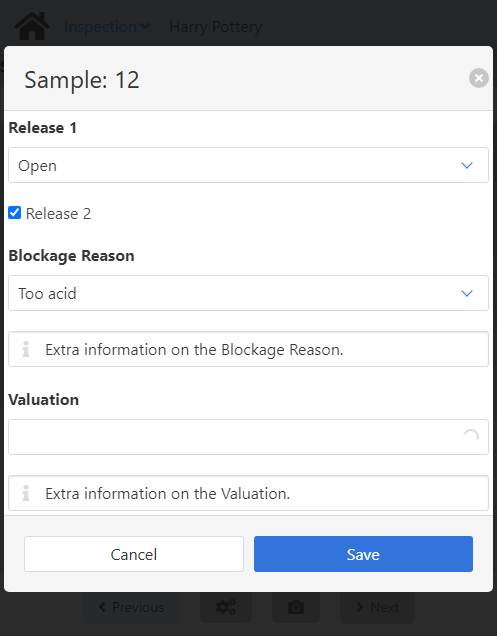 Inspection Harry Pottery
Sample: 12
Release 1
Open
Release 2
Blockage Reason
Too acid
Extra information on the Blockage Reason.
Valuation
Extra information on the Valuation.
Cancel Save
Previous Next